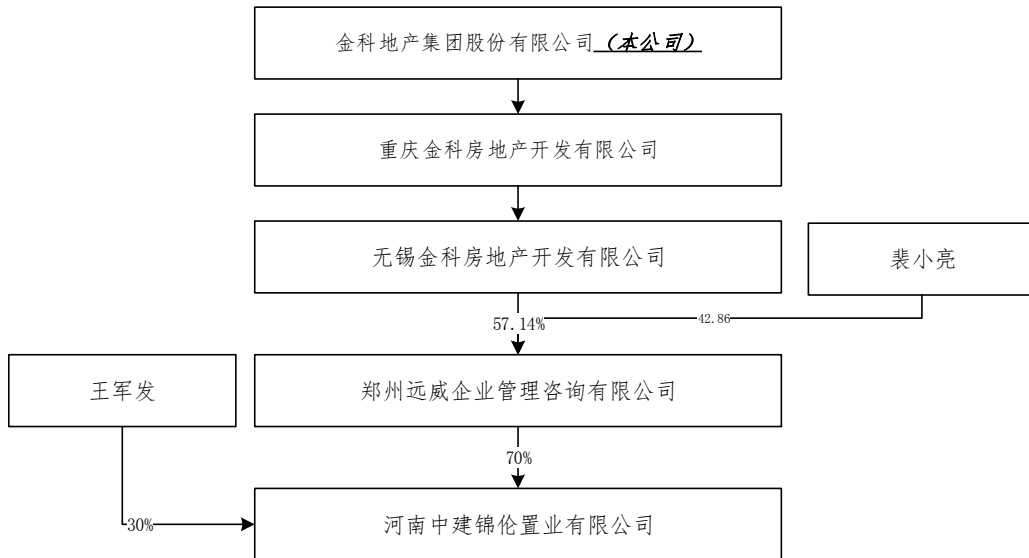 金科地产集团股份有限公司（本公司）
重庆金科房地产开发有限公司
无锡金科房地产开发有限公司
裴小亮
57.14%
42.86
王军发
郑州远威企业管理咨询有限公司
70%
30%
河南中建锦伦置业有限公司